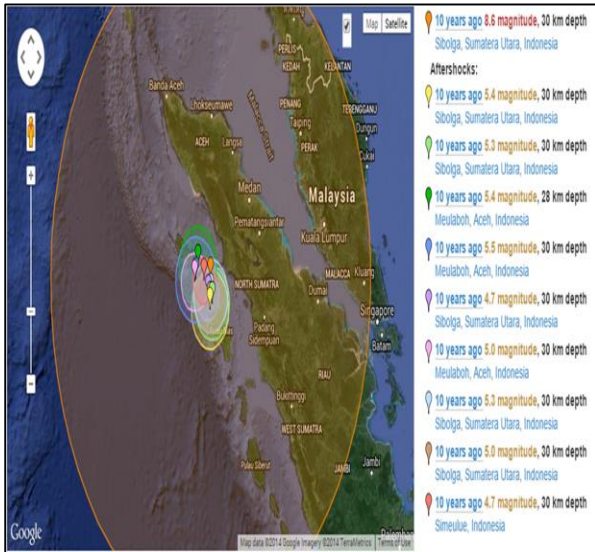 Map
Satellite
PERLIS
KEDAH
KELANTAN
Banda Aceh
Lhokseumawe
PENANG
TERENGGANU
Taiping
Dungun
ACEH
Langsa
PERAK
Medan
Malaysia
Pematangsiantar
Kuala Lumpur
MALACCA
Kluang
NORTH SUMATRA
Dumai
Singapore
Padang
Sidempuan
Batam
RIAU
Bukittinggi
WEST SUMATRA
Pulau Siberut
JAMBI
Jambi
Google
Map data ©2014 Google Imagery ©2014 TerraMetrics
Terms of Use
10 years ago 8.6 magnitude, 30 km depth
Sibolga, Sumatera Utara, Indonesia
Aftershocks:
10 years ago 5.4 magnitude, 30 km depth
Sibolga, Sumatera Utara, Indonesia
10 years ago 5.3 magnitude, 30 km depth
Sibolga, Sumatera Utara, Indonesia
10 years ago 5.4 magnitude, 28 km depth
Meulaboh, Aceh, Indonesia
10 years ago 5.5 magnitude, 30 km depth
Meulaboh, Aceh, Indonesia
10 years ago 4.7 magnitude, 30 km depth
Sibolga, Sumatera Utara, Indonesia
10 years ago 5.0 magnitude, 30 km depth
Meulaboh, Aceh, Indonesia
10 years ago 5.3 magnitude, 30 km depth
Sibolga, Sumatera Utara, Indonesia
10 years ago 5.0 magnitude, 30 km depth
Sibolga, Sumatera Utara, Indonesia
10 years ago 4.7 magnitude, 30 km depth
Simeulue, Indonesia